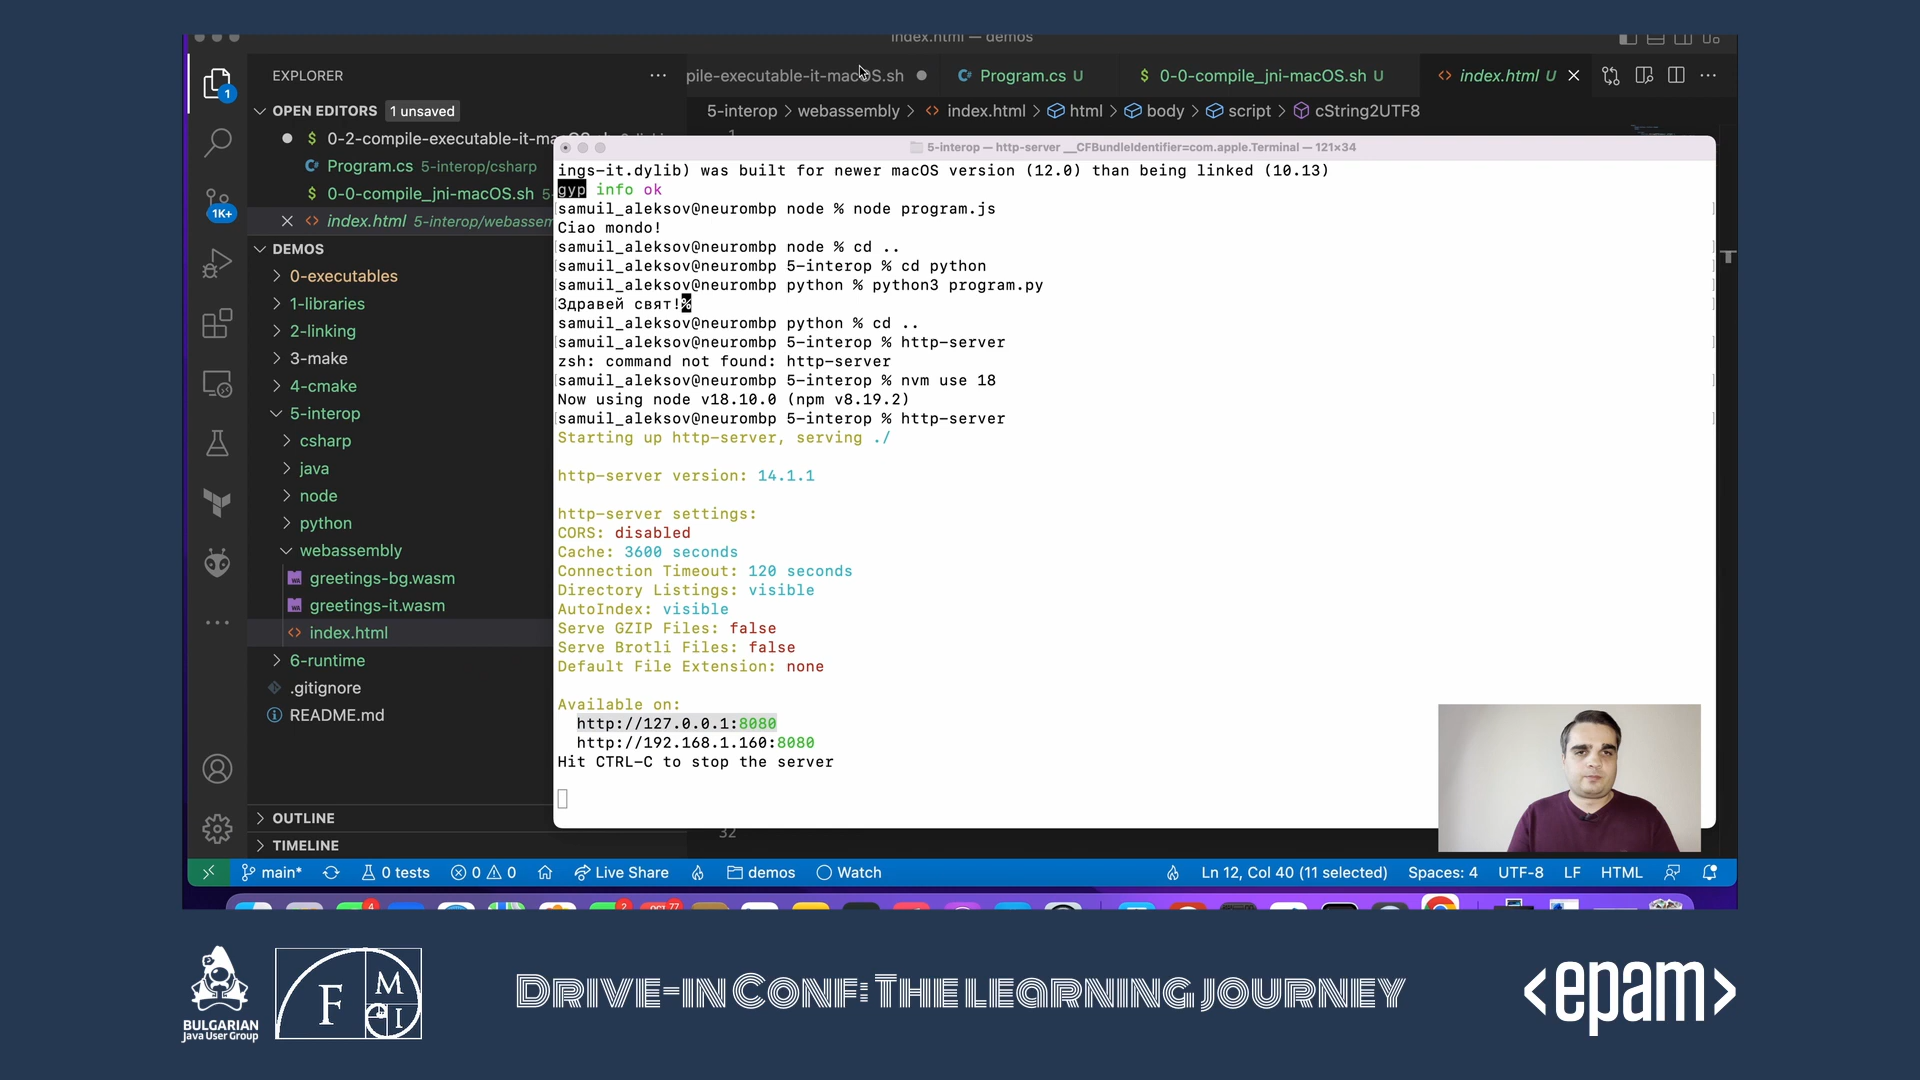 index.html — demos
EXPLORER
OPEN EDITORS 1 unsaved
$ 0-2-compile-executable-it-macOS.sh
Program.cs 5-interop/csharp
$ 0-0-compile_jni-macOS.sh
index.html 5-interop/webassem
DEMOS
0-executables
1-libraries
2-linking
3-make
4-cmake
5-interop
csharp
java
node
python
webassembly
greetings-bg.wasm
greetings-it.wasm
index.html
6-runtime
.gitignore
README.md
OUTLINE
TIMELINE
1
1K+
pile-executable-it-macOS.sh
Program.cs U
$ 0-0-compile_jni-macOS.sh U
index.html U
5-interop > webassembly > index.html > html > body > script > cString2UTF8
1
5-interop — http-server __CFBundleIdentifier=com.apple.Terminal — 121×34
ings-it.dylib) was built for newer macOS version (12.0) than being linked (10.13)
gyp info ok
samuil_aleksov@neurombp node % node program.js
Ciao mondo!
samuil_aleksov@neurombp node % cd ..
samuil_aleksov@neurombp 5-interop % cd python
samuil_aleksov@neurombp python % python3 program.py
Здравей свят!%
samuil_aleksov@neurombp python % cd ..
samuil_aleksov@neurombp 5-interop % http-server
zsh: command not found: http-server
samuil_aleksov@neurombp 5-interop % nvm use 18
Now using node v18.10.0 (npm v8.19.2)
samuil_aleksov@neurombp 5-interop % http-server
Starting up http-server, serving ./
http-server version: 14.1.1
http-server settings:
CORS: disabled
Cache: 3600 seconds
Connection Timeout: 120 seconds
Directory Listings: visible
AutoIndex: visible
Serve GZIP Files: false
Serve Brotli Files: false
Default File Extension: none
Available on:
http://127.0.0.1:8080
http://192.168.1.160:8080
Hit CTRL-C to stop the server
32
main* 0 tests 0 0 Live Share demos Watch
Ln 12, Col 40 (11 selected) Spaces: 4 UTF-8 LF HTML
4
2
77
BULGARIAN
Java User Group
F M I
DRIVE-IN CONF: THE LEARNING JOURNEY
<epam>